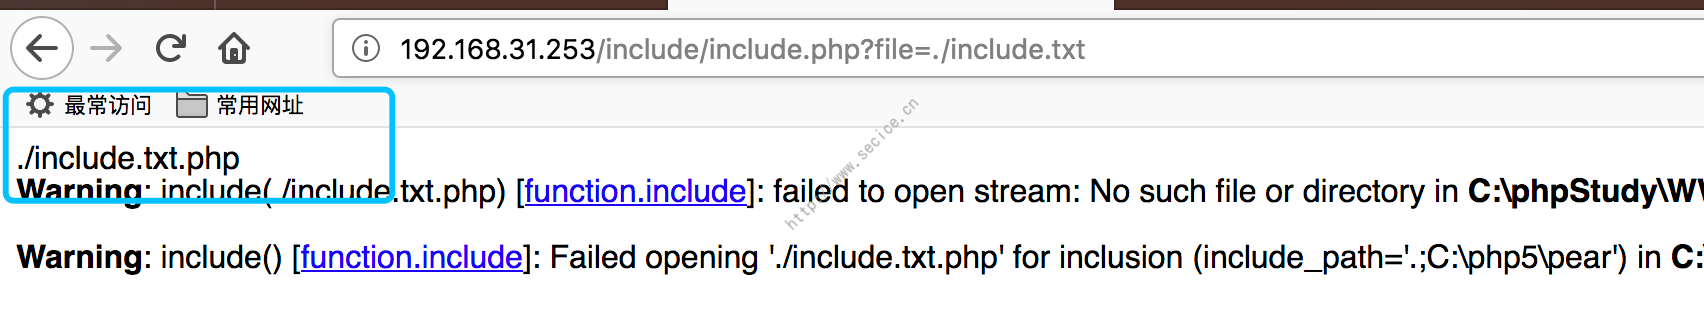 192.168.31.253/include/include.php?file=./include.txt
最常访问 常用网址
./include.txt.php
Warning: include(./include.txt.php) [function.include]: failed to open stream: No such file or directory in C:\phpStudy\W
Warning: include() [function.include]: Failed opening './include.txt.php' for inclusion (include_path='.;C:\php5\pear') in C:
http://www.secice.cn